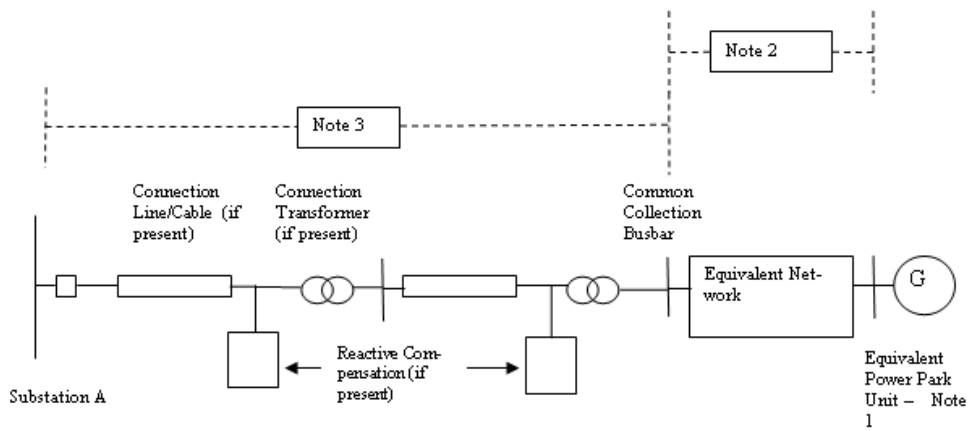 Note 2
Note 3
Connection
Line/Cable (if
present)
Connection
Transformer
(if present)
Common
Collection
Busbar
Equivalent Net-
work
G
Reactive Com-
pensation (if
present)
Substation A
Equivalent
Power Park
Unit – Note
1